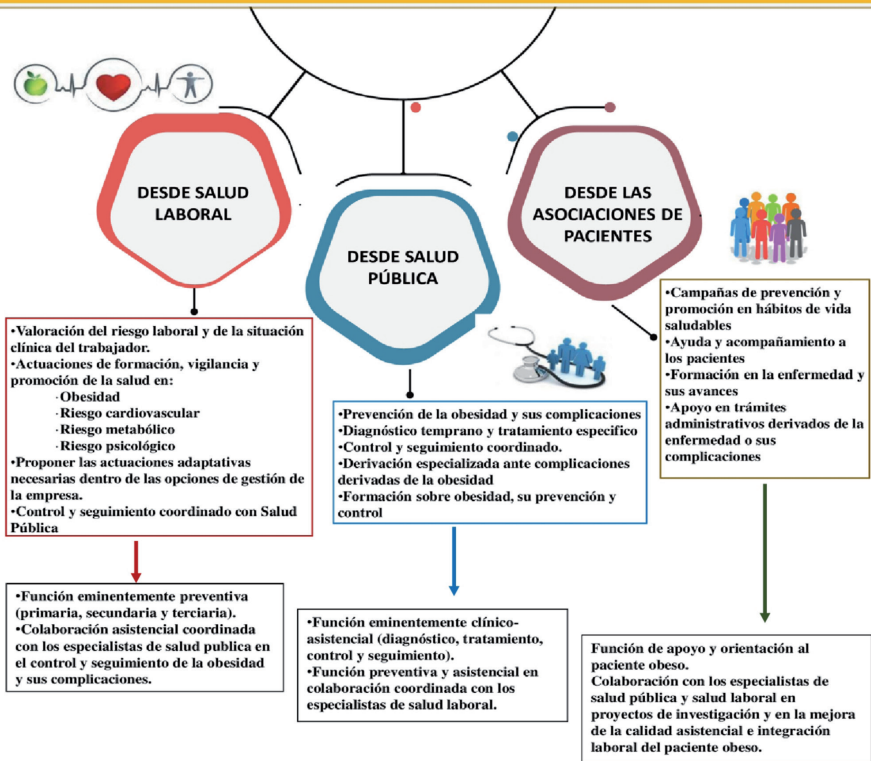 DESDE SALUD
LABORAL
DESDE SALUD
PÚBLICA
DESDE LAS
ASOCIACIONES DE
PACIENTES
•Valoración del riesgo laboral y de la situación
clínica del trabajador.
•Actuaciones de formación, vigilancia y
promoción de la salud en:
·Obesidad
·Riesgo cardiovascular
·Riesgo metabólico
·Riesgo psicológico
•Proponer las actuaciones adaptativas
necesarias dentro de las opciones de gestión de
la empresa.
•Control y seguimiento coordinado con Salud
Pública
•Prevención de la obesidad y sus complicaciones
•Diagnóstico temprano y tratamiento especifico
•Control y seguimiento coordinado.
•Derivación especializada ante complicaciones
derivadas de la obesidad
•Formación sobre obesidad, su prevención y
control
•Campañas de prevención y
promoción en hábitos de vida
saludables
•Ayuda y acompañamiento a
los pacientes
•Formación en la enfermedad y
sus avances
•Apoyo en trámites
administrativos derivados de la
enfermedad o sus
complicaciones
•Función eminentemente preventiva
(primaria, secundaria y terciaria).
•Colaboración asistencial coordinada
con los especialistas de salud publica en
el control y seguimiento de la obesidad
y sus complicaciones.
•Función eminentemente clínico-
asistencial (diagnóstico, tratamiento,
control y seguimiento).
•Función preventiva y asistencial en
colaboración coordinada con los
especialistas de salud laboral.
Función de apoyo y orientación al
paciente obeso.
Colaboración con los especialistas de
salud pública y salud laboral en
proyectos de investigación y en la mejora
de la calidad asistencial e integración
laboral del paciente obeso.